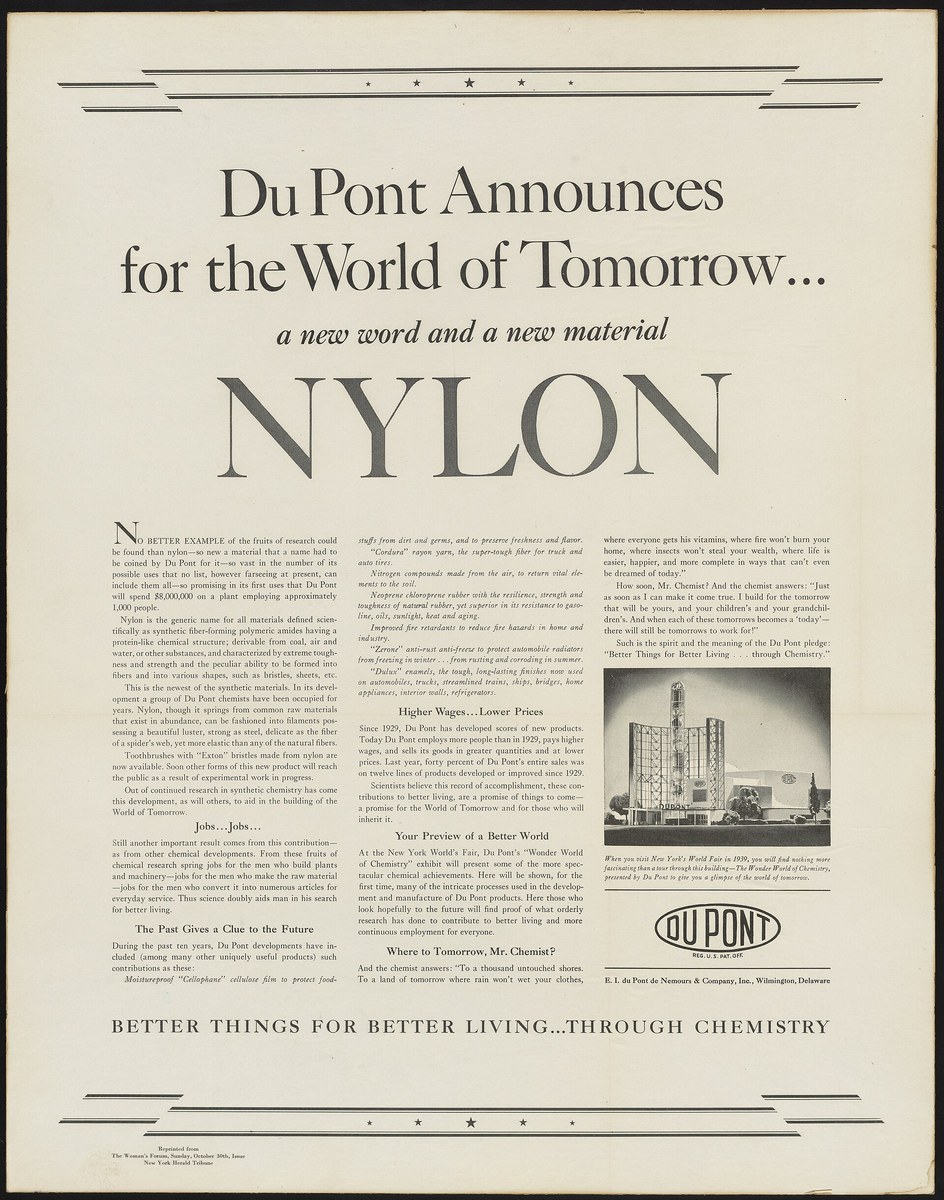 Du Pont Announces
for the World of Tomorrow...
a new word and a new material
NYLON
NO BETTER EXAMPLE of the fruits of research could
be found than nylon—so new a material that a name had to
be coined by Du Pont for it—so vast in the number of its
possible uses that no list, however farseeing at present, can
include them all—so promising in its first uses that Du Pont
will spend $8,000,000 on a plant employing approximately
1,000 people.
Nylon is the generic name for all materials defined scien-
tifically as synthetic fiber-forming polymeric amides having a
protein-like chemical structure; derivable from coal, air and
water, or other substances, and characterized by extreme tough-
ness and strength and the peculiar ability to be formed into
fibers and into various shapes, such as bristles, sheets, etc.
This is the newest of the synthetic materials. In its devel-
opment a group of Du Pont chemists have been occupied for
years. Nylon, though it springs from common raw materials
that exist in abundance, can be fashioned into filaments pos-
sessing a beautiful luster, strong as steel, delicate as the fiber
of a spider's web, yet more elastic than any of the natural fibers.
Toothbrushes with "Exton" bristles made from nylon are
now available. Soon other forms of this new product will reach
the public as a result of experimental work in progress.
Out of continued research in synthetic chemistry has come
this development, as will others, to aid in the building of the
World of Tomorrow.
Jobs...Jobs...
Still another important result comes from this contribution—
as from other chemical developments. From these fruits of
chemical research spring jobs for the men who build plants
and machinery—jobs for the men who make the raw material
—jobs for the men who convert it into numerous articles for
everyday service. Thus science doubly aids man in his search
for better living.
The Past Gives a Clue to the Future
During the past ten years, Du Pont developments have in-
cluded (among many other uniquely useful products) such
contributions as these:
Moistureproof "Cellophane" cellulose film to protect food-
stuffs from dirt and germs, and to preserve freshness and flavor.
"Cordura" rayon yarn, the super-tough fiber for truck and
auto tires.
Nitrogen compounds made from the air, to return vital ele-
ments to the soil.
Neoprene chloroprene rubber with the resilience, strength and
toughness of natural rubber, yet superior in its resistance to gaso-
line, oils, sunlight, heat and aging.
Improved fire retardants to reduce fire hazards in home and
industry.
"Zerone" anti-rust anti-freeze to protect automobile radiators
from freezing in winter . . . from rusting and corroding in summer.
"Dulux" enamels, the tough, long-lasting finishes now used
on automobiles, trucks, streamlined trains, ships, bridges, home
appliances, interior walls, refrigerators.
Higher Wages...Lower Prices
Since 1929, Du Pont has developed scores of new products.
Today Du Pont employs more people than in 1929, pays higher
wages, and sells its goods in greater quantities and at lower
prices. Last year, forty percent of Du Pont's entire sales was
on twelve lines of products developed or improved since 1929.
Scientists believe this record of accomplishment, these con-
tributions to better living, are a promise of things to come—
a promise for the World of Tomorrow and for those who will
inherit it.
Your Preview of a Better World
At the New York World's Fair, Du Pont's "Wonder World
of Chemistry" exhibit will present some of the more spec-
tacular chemical achievements. Here will be shown, for the
first time, many of the intricate processes used in the develop-
ment and manufacture of Du Pont products. Here those who
look hopefully to the future will find proof of what orderly
research has done to contribute to better living and more
continuous employment for everyone.
Where to Tomorrow, Mr. Chemist?
And the chemist answers: "To a thousand untouched shores.
To a land of tomorrow where rain won't wet your clothes,
where everyone gets his vitamins, where fire won't burn your
home, where insects won't steal your wealth, where life is
easier, happier, and more complete in ways that can't even
be dreamed of today."
How soon, Mr. Chemist? And the chemist answers: "Just
as soon as I can make it come true. I build for the tomorrow
that will be yours, and your children's and your grandchil-
dren's. And when each of these tomorrows becomes a 'today'—
there will still be tomorrows to work for!"
Such is the spirit and the meaning of the Du Pont pledge:
"Better Things for Better Living . . . through Chemistry."
DUPONT
When you visit New York's World Fair in 1939, you will find nothing more
fascinating than a tour through this building—The Wonder World of Chemistry,
presented by Du Pont to give you a glimpse of the world of tomorrow.
DU PONT
REG. U. S. PAT. OFF.
E. I. du Pont de Nemours & Company, Inc., Wilmington, Delaware
BETTER THINGS FOR BETTER LIVING...THROUGH CHEMISTRY
Reprinted from
The Woman's Forum, Sunday, October 30th, Issue
New York Herald Tribune